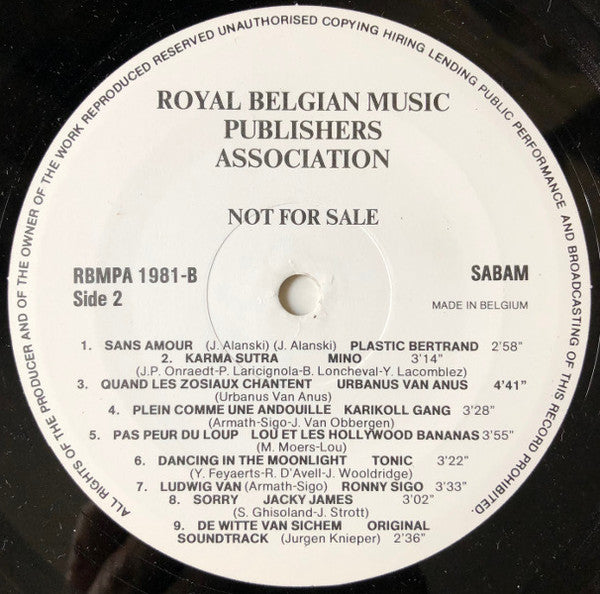 ALL RIGHTS OF THE PRODUCER AND OF THE OWNER OF THE WORK REPRODUCED RESERVED UNAUTHORISED COPYING HIRING LENDING PUBLIC PERFORMANCE AND BROADCASTING OF THIS RECORD PROHIBITED.
ROYAL BELGIAN MUSIC
PUBLISHERS
ASSOCIATION
NOT FOR SALE
RBMPA 1981-B SABAM
Side 2 MADE IN BELGIUM
1. SANS AMOUR (J. Alanski) (J. Alanski) PLASTIC BERTRAND 2'58"
2. KARMA SUTRA MINO 3'14"
(J.P. Onraedt-P. Laricignola-B. Loncheval-Y. Lacomblez)
3. QUAND LES ZOSIAUX CHANTENT URBANUS VAN ANUS 4'41"
(Urbanus Van Anus)
4. PLEIN COMME UNE ANDOUILLE KARIKOLL GANG 3'28"
(Armath-Sigo-J. Van Obbergen)
5. PAS PEUR DU LOUP LOU ET LES HOLLYWOOD BANANAS 3'55"
(M. Moers-Lou)
6. DANCING IN THE MOONLIGHT TONIC 3'22"
(Y. Feyaerts-R. D'Avell-J. Wooldridge)
7. LUDWIG VAN (Armath-Sigo) RONNY SIGO 3'33"
8. SORRY JACKY JAMES 3'02"
(S. Ghisoland-J. Strott)
9. DE WITTE VAN SICHEM ORIGINAL
SOUNDTRACK (Jurgen Knieper) 2'36"